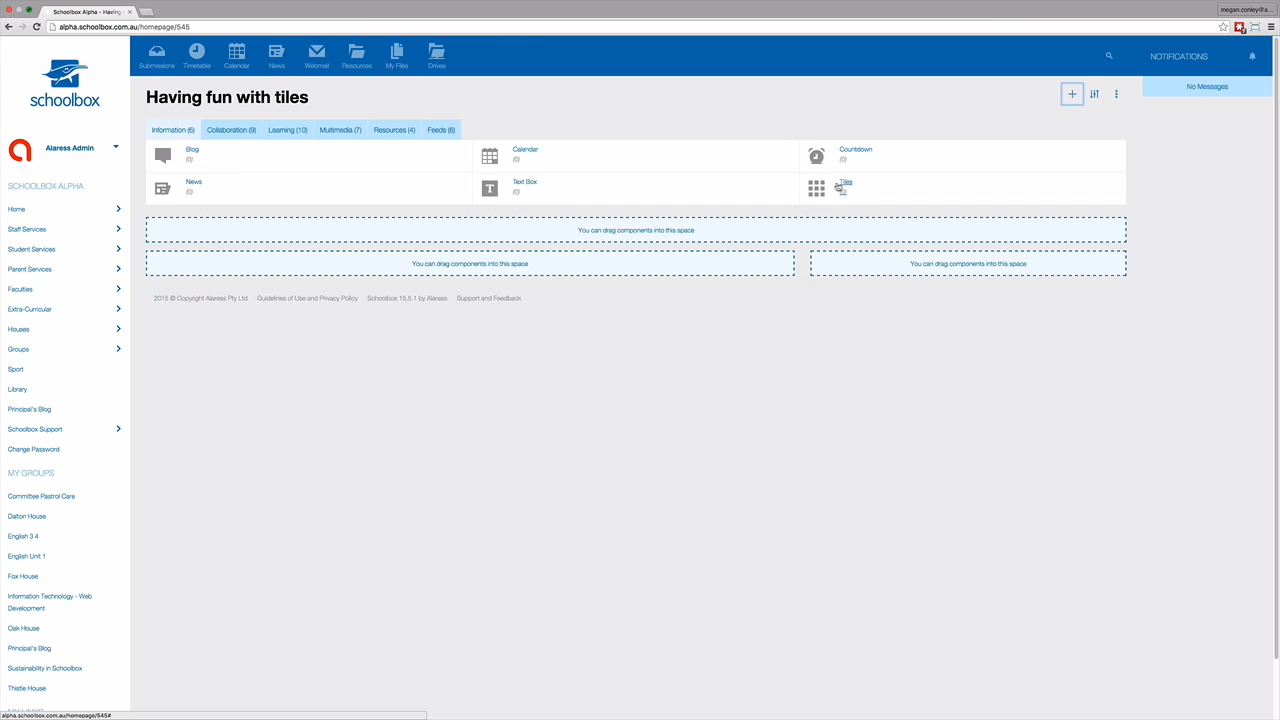 Schoolbox Alpha - Having
megan.conley@a...
alpha.schoolbox.com.au/homepage/545
schoolbox
Submissions
Timetable
Calendar
News
Webmail
Resources
My Files
Drives
NOTIFICATIONS
No Messages
Having fun with tiles
Information (6)
Collaboration (9)
Learning (10)
Multimedia (7)
Resources (4)
Feeds (6)
Blog
(0)
Calendar
(0)
Countdown
(0)
News
(0)
Text Box
(0)
Tiles
You can drag components into this space
You can drag components into this space
You can drag components into this space
2015 © Copyright Alaress Pty Ltd
Guidelines of Use and Privacy Policy
Schoolbox 15.5.1 by Alaress
Support and Feedback
Alaress Admin
SCHOOLBOX ALPHA
Home
Staff Services
Student Services
Parent Services
Faculties
Extra-Curricular
Houses
Groups
Sport
Library
Principal's Blog
Schoolbox Support
Change Password
MY GROUPS
Committee Pastrol Care
Dalton House
English 3 4
English Unit 1
Fox House
Information Technology - Web
Development
Oak House
Principal's Blog
Sustainability in Schoolbox
Thistle House
alpha.schoolbox.com.au/homepage/545#